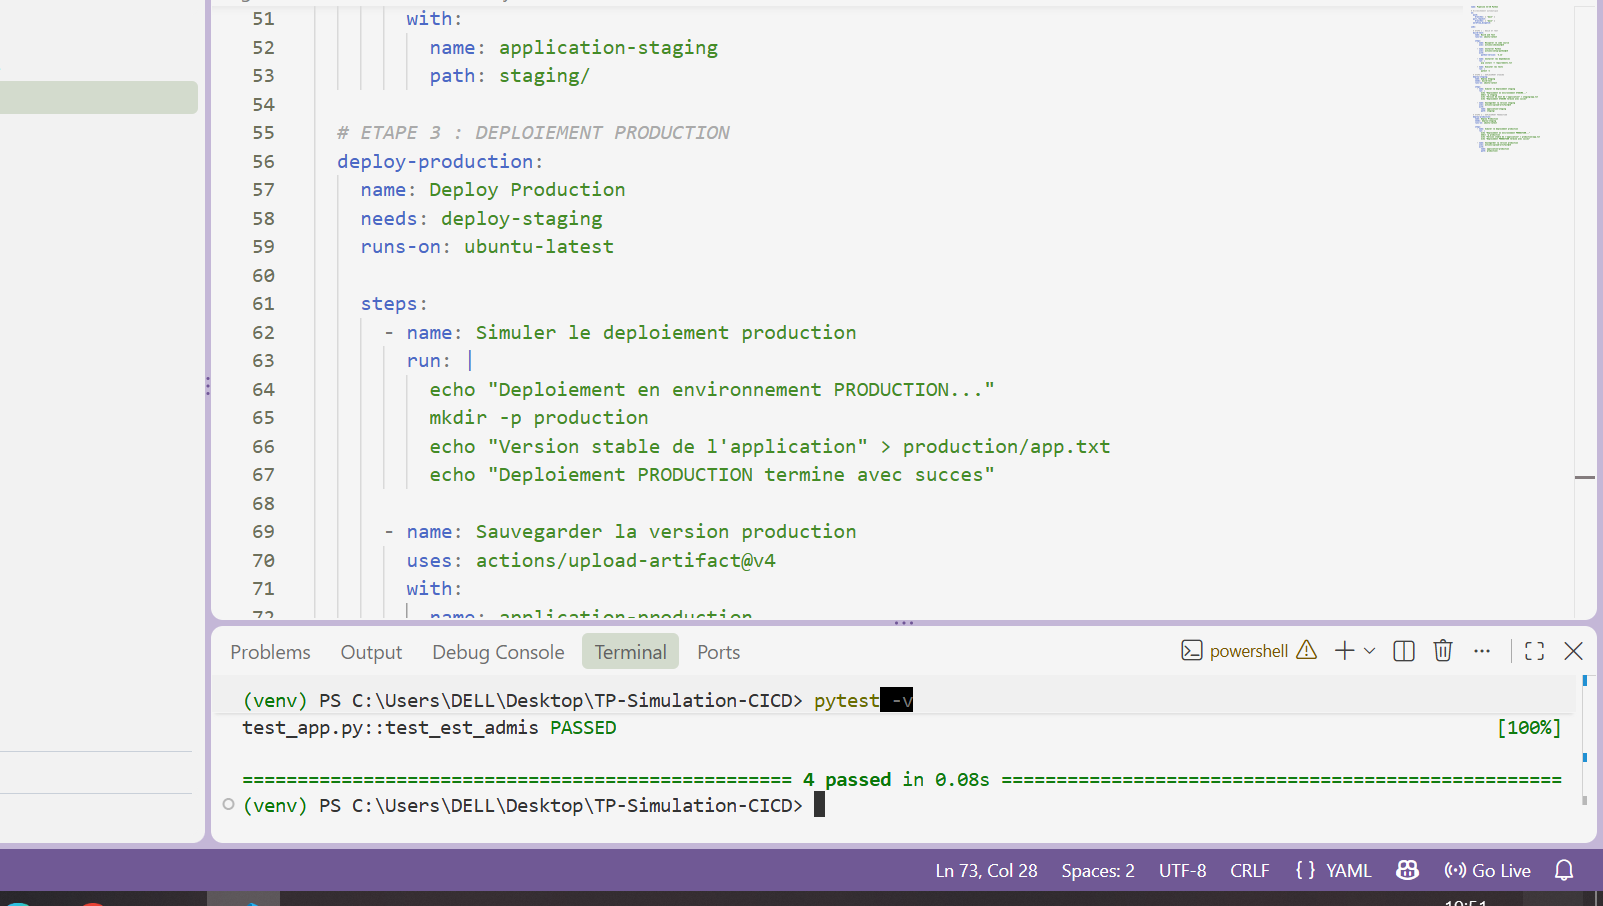 51 with:
52 name: application-staging
53 path: staging/
54
55 # ETAPE 3 : DEPLOIEMENT PRODUCTION
56 deploy-production:
57 name: Deploy Production
58 needs: deploy-staging
59 runs-on: ubuntu-latest
60
61 steps:
62 - name: Simuler le deploiement production
63 run: |
64 echo "Deploiement en environnement PRODUCTION..."
65 mkdir -p production
66 echo "Version stable de l'application" > production/app.txt
67 echo "Deploiement PRODUCTION termine avec succes"
68
69 - name: Sauvegarder la version production
70 uses: actions/upload-artifact@v4
71 with:
72 name: application-production
Problems Output Debug Console Terminal Ports powershell
(venv) PS C:\Users\DELL\Desktop\TP-Simulation-CICD> pytest -v
test_app.py::test_est_admis PASSED [100%]
================================================== 4 passed in 0.08s ===================================================
(venv) PS C:\Users\DELL\Desktop\TP-Simulation-CICD>
Ln 73, Col 28 Spaces: 2 UTF-8 CRLF { } YAML Go Live